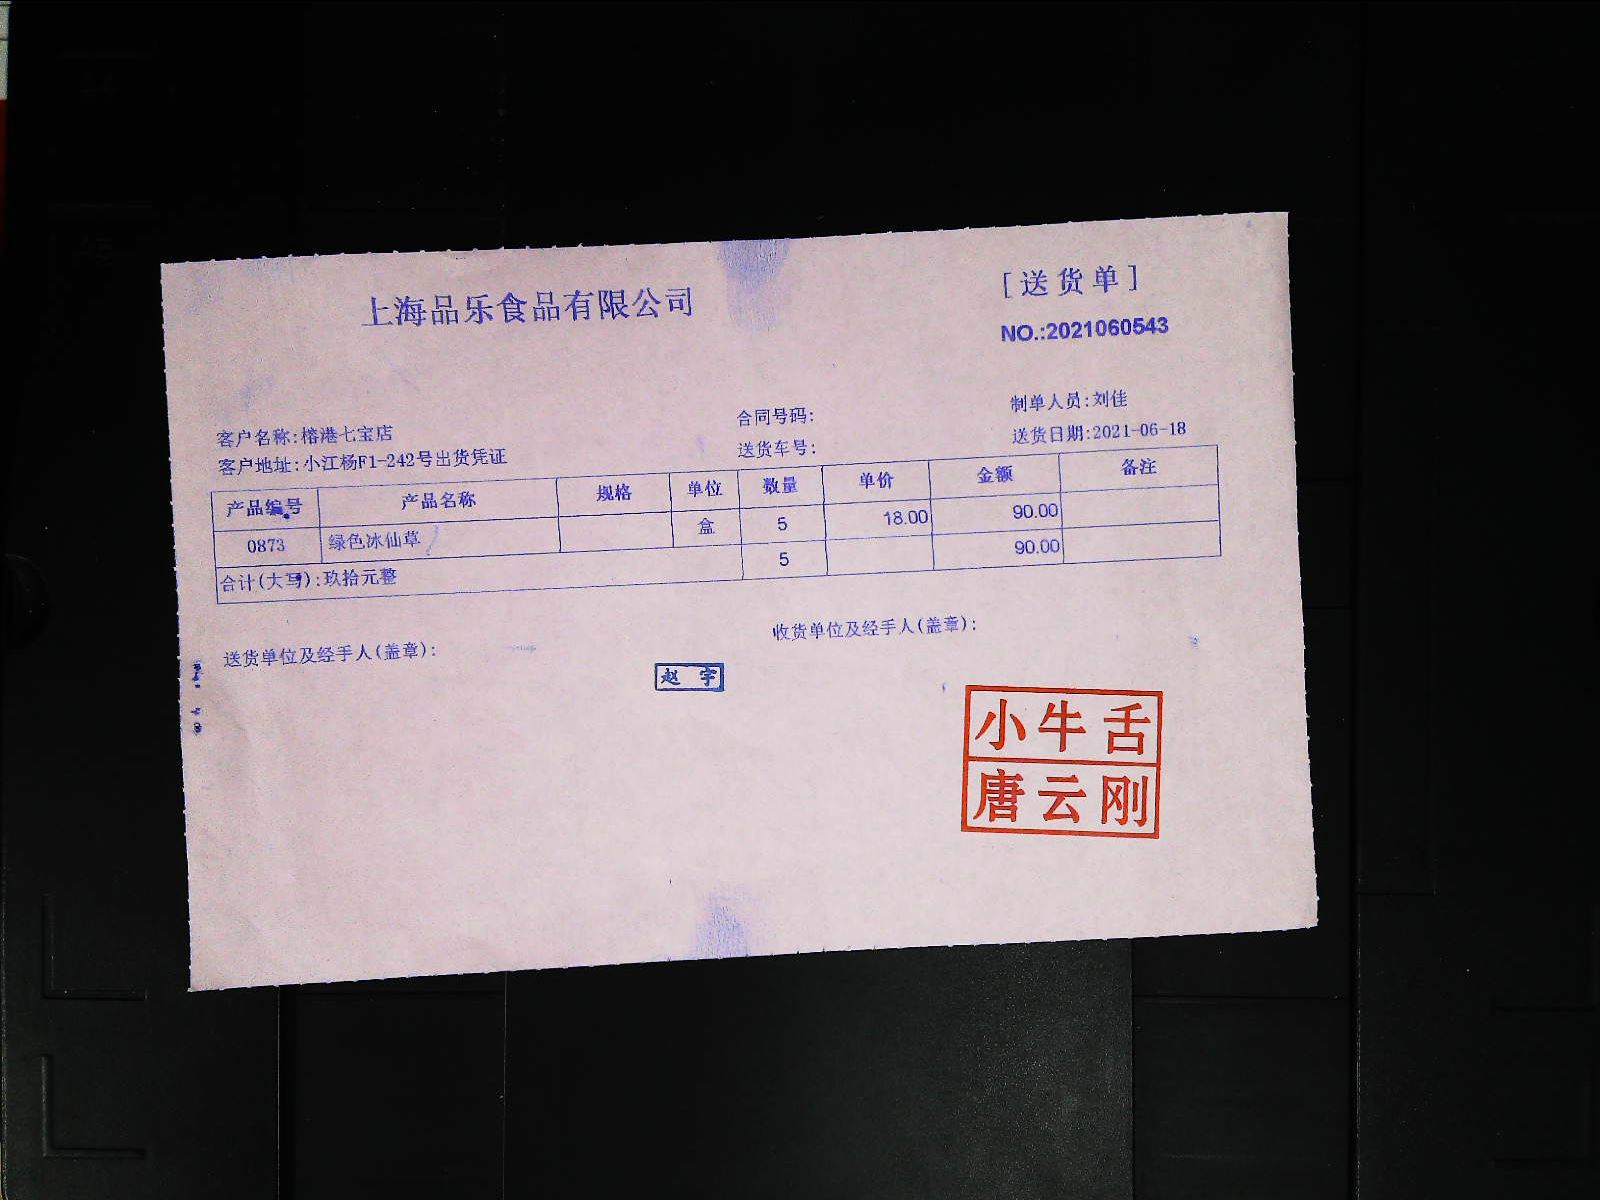 上海品乐食品有限公司
[送货单]
NO.:2021060543
制单人员:刘佳
合同号码:
客户名称:榕港七宝店
送货日期:2021-06-18
送货车号:
客户地址:小江杨F1-242号出货凭证
产品编号 产品名称 规格 单位 数量 单价 金额 备注
0873 绿色冰仙草 盒 5 18.00 90.00
合计(大写):玖拾元整 5 90.00
送货单位及经手人(盖章): 收货单位及经手人(盖章):
赵 宇
小牛舌
唐云刚